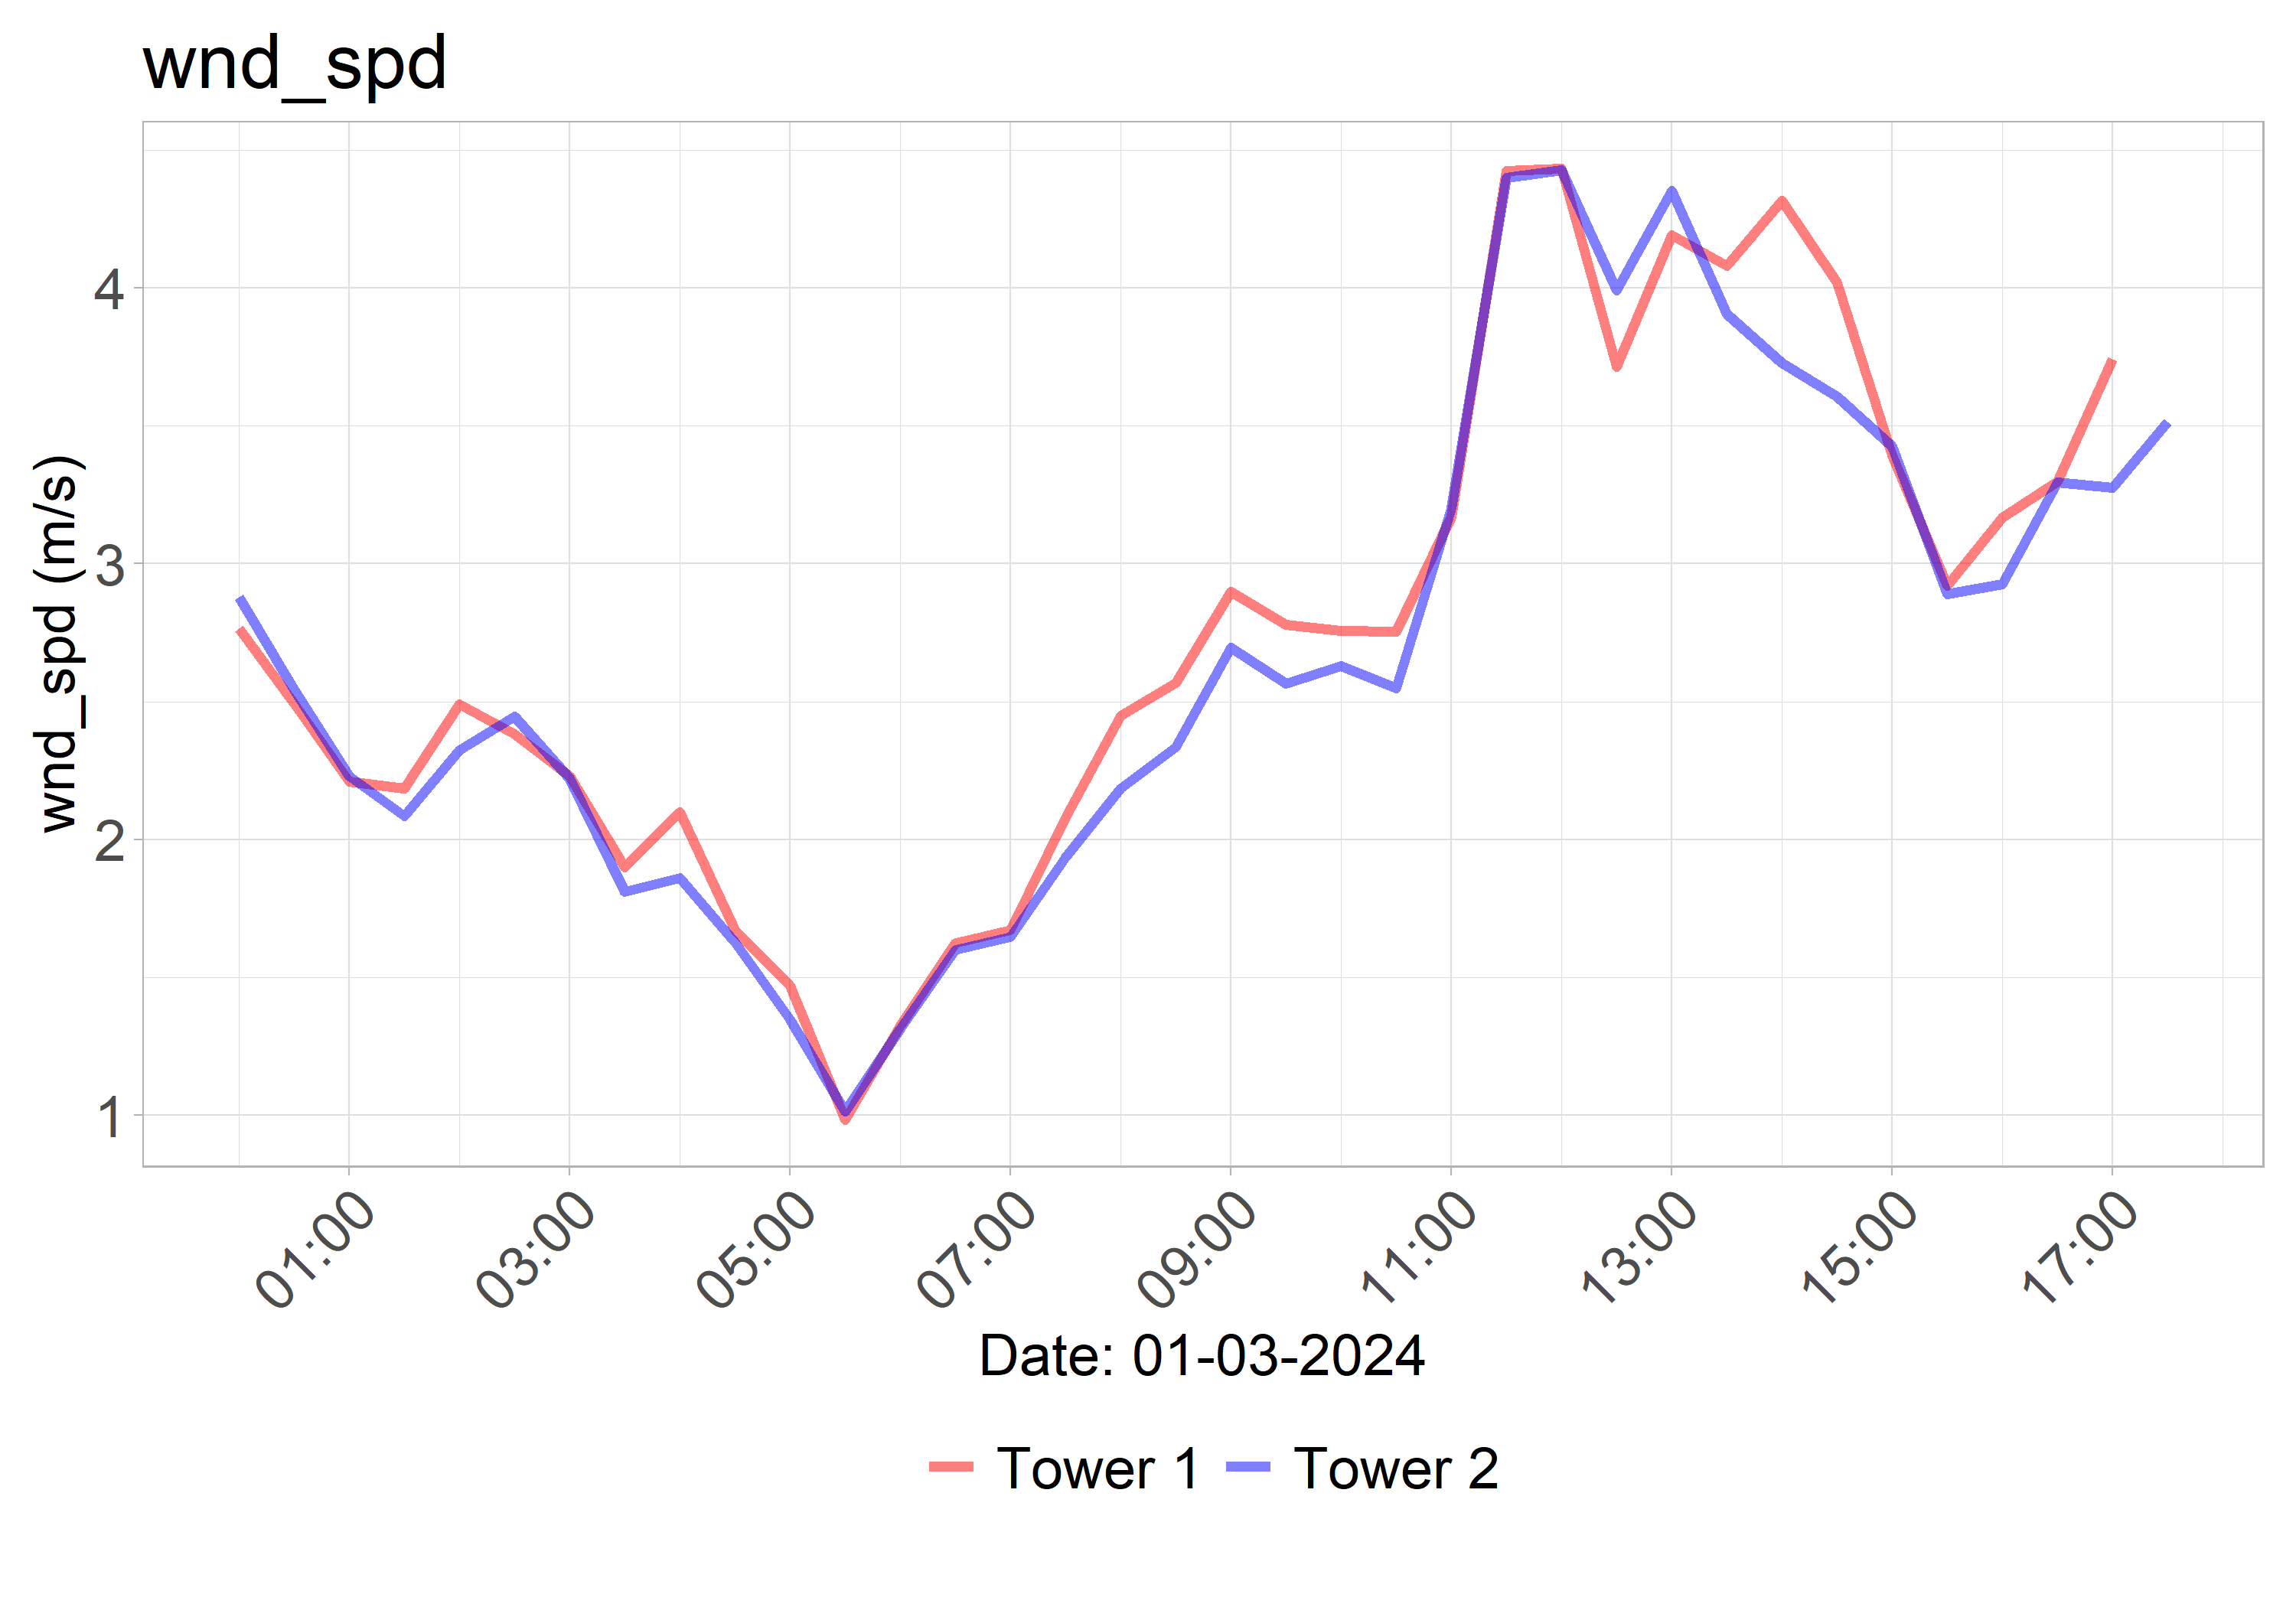 wnd_spd
wnd_spd (m/s)
4
3
2
1
01:00 03:00 05:00 07:00 09:00 11:00 13:00 15:00 17:00
Date: 01-03-2024
Tower 1 Tower 2